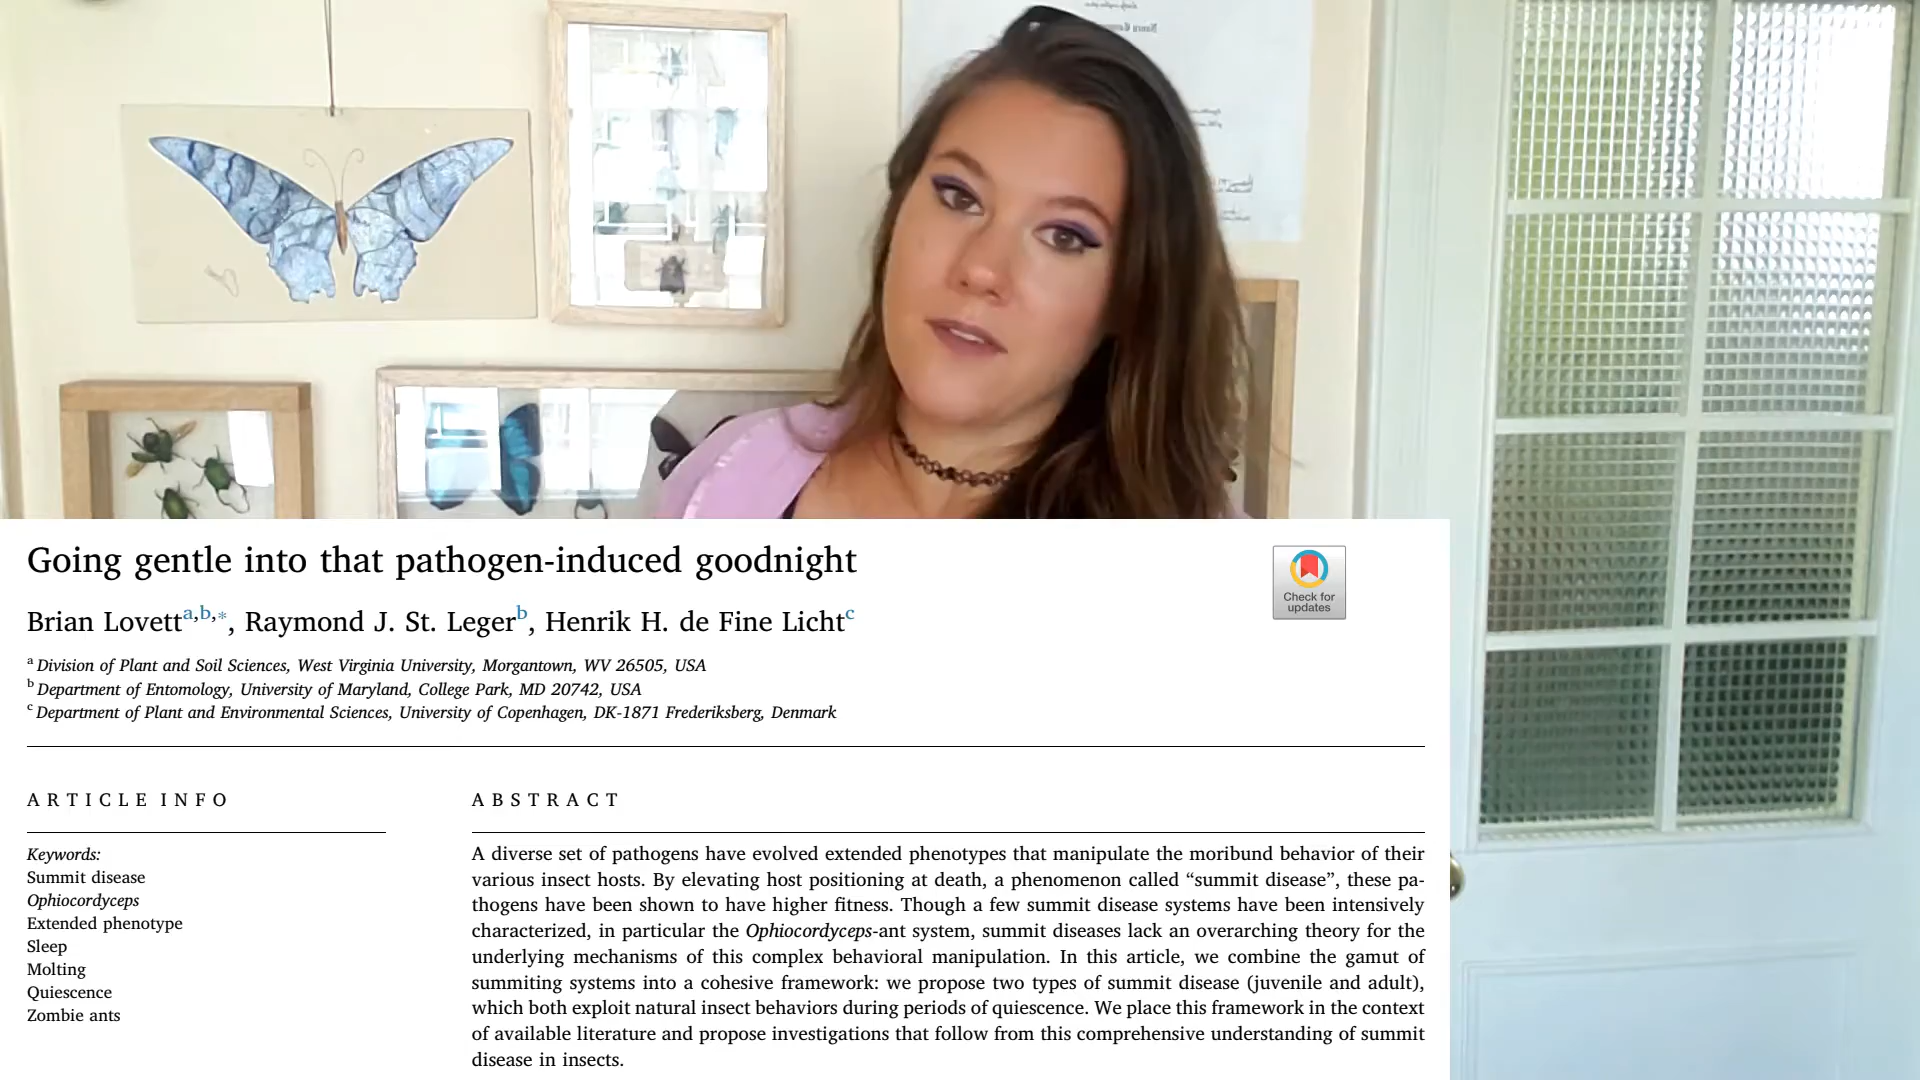 Going gentle into that pathogen-induced goodnight
Check for
updates
Brian Lovett a,b,*, Raymond J. St. Leger b, Henrik H. de Fine Licht c
a Division of Plant and Soil Sciences, West Virginia University, Morgantown, WV 26505, USA
b Department of Entomology, University of Maryland, College Park, MD 20742, USA
c Department of Plant and Environmental Sciences, University of Copenhagen, DK-1871 Frederiksberg, Denmark
ARTICLE INFO
Keywords:
Summit disease
Ophiocordyceps
Extended phenotype
Sleep
Molting
Quiescence
Zombie ants
ABSTRACT
A diverse set of pathogens have evolved extended phenotypes that manipulate the moribund behavior of their
various insect hosts. By elevating host positioning at death, a phenomenon called “summit disease”, these pa-
thogens have been shown to have higher fitness. Though a few summit disease systems have been intensively
characterized, in particular the Ophiocordyceps-ant system, summit diseases lack an overarching theory for the
underlying mechanisms of this complex behavioral manipulation. In this article, we combine the gamut of
summiting systems into a cohesive framework: we propose two types of summit disease (juvenile and adult),
which both exploit natural insect behaviors during periods of quiescence. We place this framework in the context
of available literature and propose investigations that follow from this comprehensive understanding of summit
disease in insects.